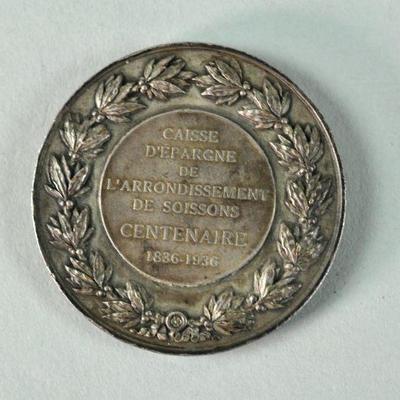 CAISSE
D'EPARGNE
DE
L'ARRONDISSEMENT
DE SOISSONS
CENTENAIRE
1836-1936